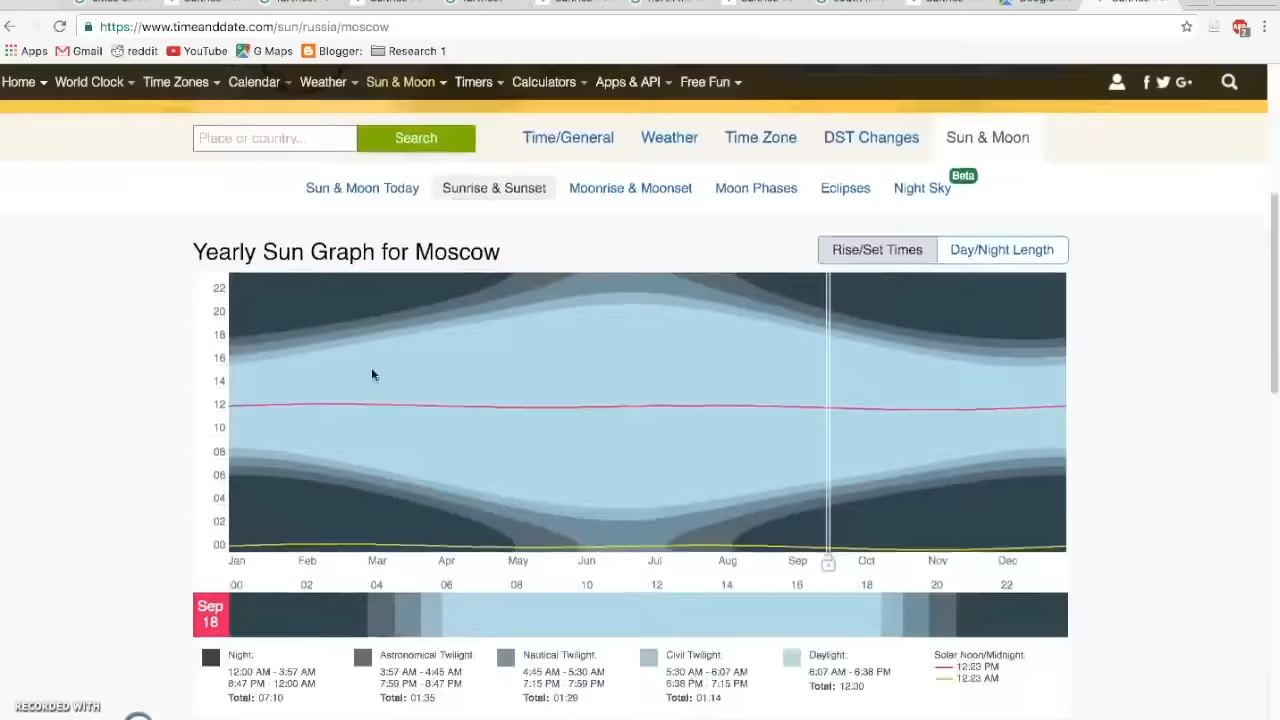 https://www.timeanddate.com/sun/russia/moscow
Apps Gmail reddit YouTube G Maps Blogger: Research 1
Home World Clock Time Zones Calendar Weather Sun & Moon Timers Calculators Apps & API Free Fun
Place or country... Search Time/General Weather Time Zone DST Changes Sun & Moon
Beta
Sun & Moon Today Sunrise & Sunset Moonrise & Moonset Moon Phases Eclipses Night Sky
Yearly Sun Graph for Moscow Rise/Set Times Day/Night Length
22
20
18
16
14
12
10
08
06
04
02
00
Jan Feb Mar Apr May Jun Jul Aug Sep Oct Nov Dec
00 02 04 06 08 10 12 14 16 18 20 22
Sep
18
Night: Astronomical Twilight: Nautical Twilight: Civil Twilight: Daylight: Solar Noon/Midnight:
12:00 AM - 3:57 AM 3:57 AM - 4:45 AM 4:45 AM - 5:30 AM 5:30 AM - 6:07 AM 6:07 AM - 6:38 PM 12:23 PM
8:47 PM - 12:00 AM 7:59 PM - 8:47 PM 7:15 PM - 7:59 PM 6:38 PM - 7:15 PM Total: 12:30 12:23 AM
Total: 07:10 Total: 01:35 Total: 01:29 Total: 01:14
RECORDED WITH